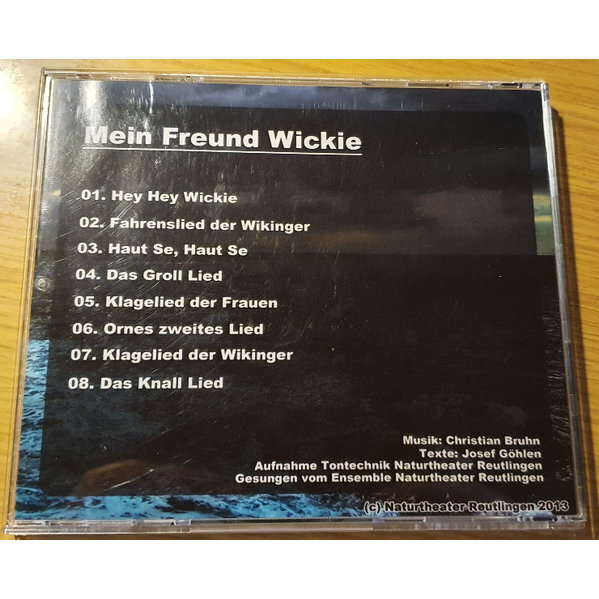 Mein Freund Wickie
01. Hey Hey Wickie
02. Fahrenslied der Wikinger
03. Haut Se, Haut Se
04. Das Groll Lied
05. Klagelied der Frauen
06. Ornes zweites Lied
07. Klagelied der Wikinger
08. Das Knall Lied
Musik: Christian Bruhn
Texte: Josef Göhlen
Aufnahme Tontechnik Naturtheater Reutlingen
Gesungen vom Ensemble Naturtheater Reutlingen
(c) Naturtheater Reutlingen 2013